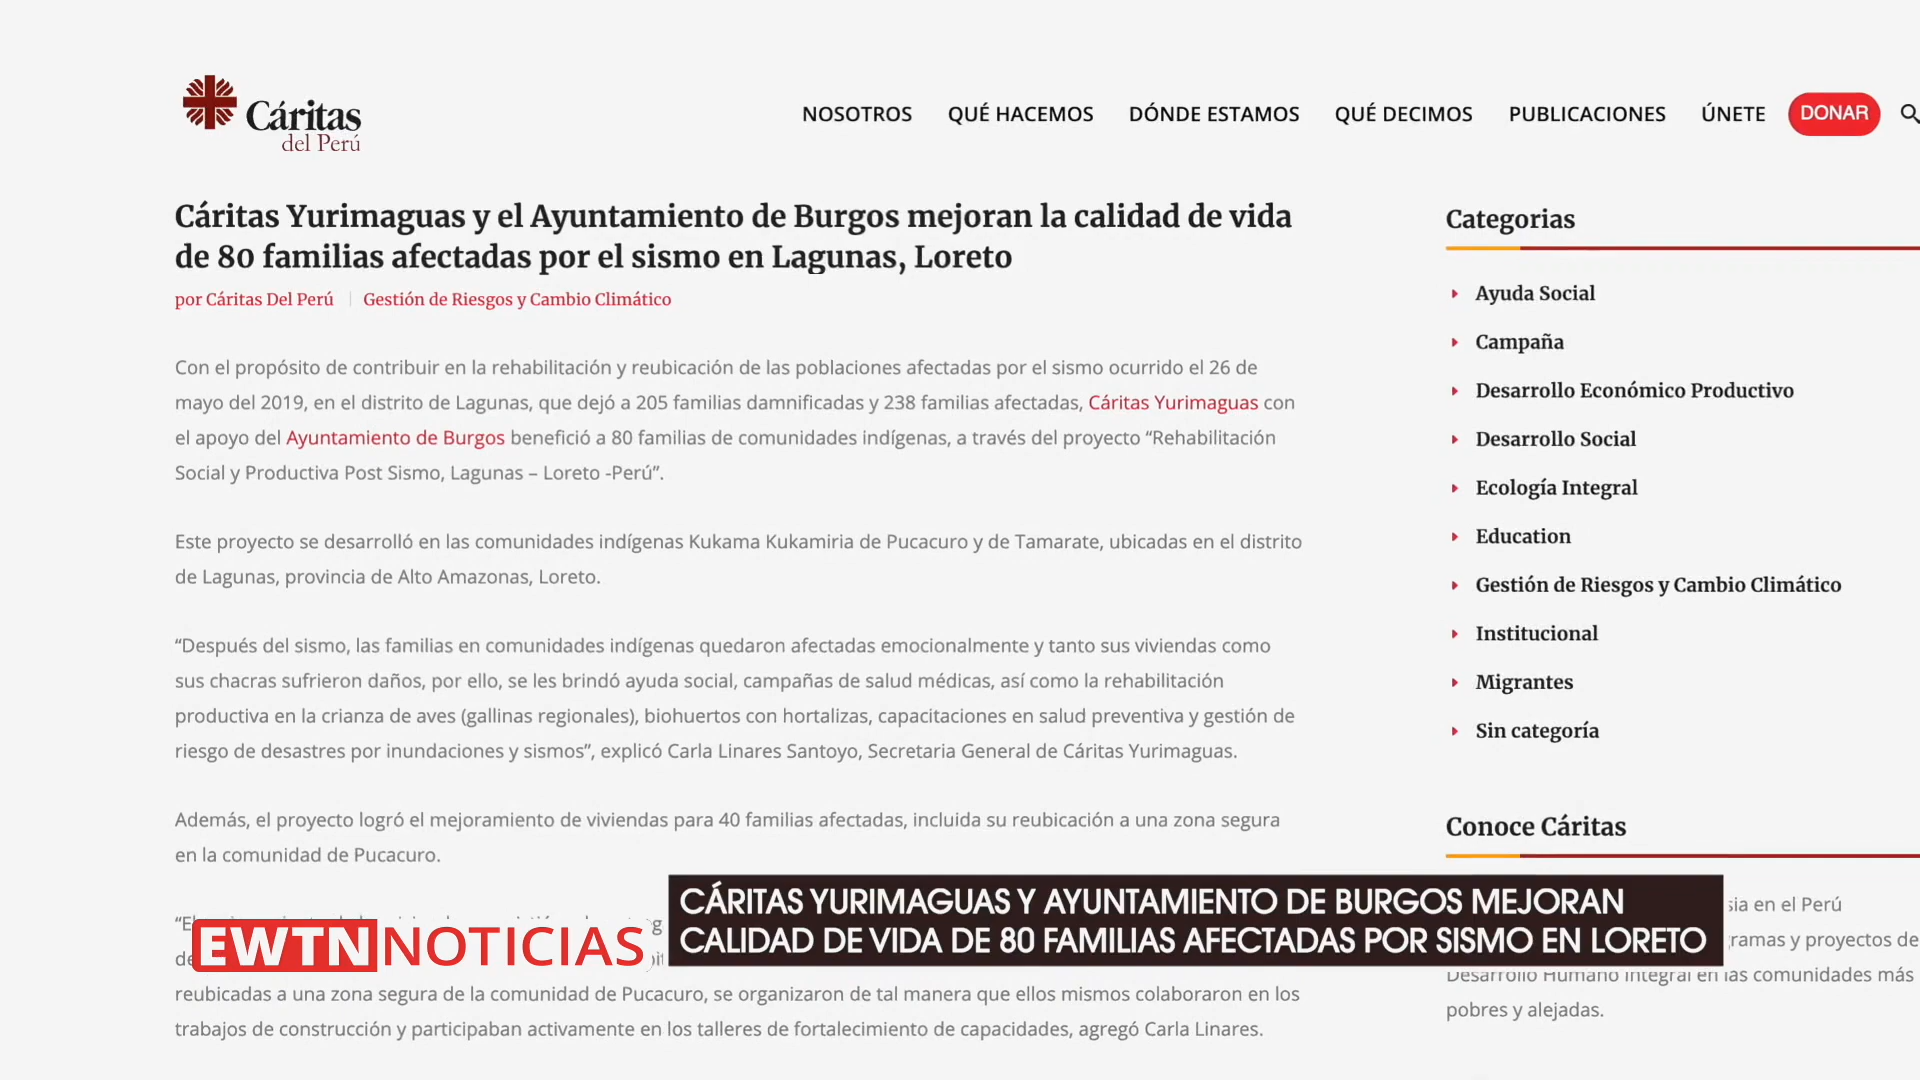 Cáritas
del Perú
NOSOTROS QUÉ HACEMOS DÓNDE ESTAMOS QUÉ DECIMOS PUBLICACIONES ÚNETE DONAR
Cáritas Yurimaguas y el Ayuntamiento de Burgos mejoran la calidad de vida
de 80 familias afectadas por el sismo en Lagunas, Loreto
por Cáritas Del Perú | Gestión de Riesgos y Cambio Climático
Con el propósito de contribuir en la rehabilitación y reubicación de las poblaciones afectadas por el sismo ocurrido el 26 de
mayo del 2019, en el distrito de Lagunas, que dejó a 205 familias damnificadas y 238 familias afectadas, Cáritas Yurimaguas con
el apoyo del Ayuntamiento de Burgos benefició a 80 familias de comunidades indígenas, a través del proyecto “Rehabilitación
Social y Productiva Post Sismo, Lagunas – Loreto -Perú”.
Este proyecto se desarrolló en las comunidades indígenas Kukama Kukamiria de Pucacuro y de Tamarate, ubicadas en el distrito
de Lagunas, provincia de Alto Amazonas, Loreto.
“Después del sismo, las familias en comunidades indígenas quedaron afectadas emocionalmente y tanto sus viviendas como
sus chacras sufrieron daños, por ello, se les brindó ayuda social, campañas de salud médicas, así como la rehabilitación
productiva en la crianza de aves (gallinas regionales), biohuertos con hortalizas, capacitaciones en salud preventiva y gestión de
riesgo de desastres por inundaciones y sismos”, explicó Carla Linares Santoyo, Secretaria General de Cáritas Yurimaguas.
Además, el proyecto logró el mejoramiento de viviendas para 40 familias afectadas, incluida su reubicación a una zona segura
en la comunidad de Pucacuro.
reubicadas a una zona segura de la comunidad de Pucacuro, se organizaron de tal manera que ellos mismos colaboraron en los
trabajos de construcción y participaban activamente en los talleres de fortalecimiento de capacidades, agregó Carla Linares.
Categorias
Ayuda Social
Campaña
Desarrollo Económico Productivo
Desarrollo Social
Ecología Integral
Education
Gestión de Riesgos y Cambio Climático
Institucional
Migrantes
Sin categoría
Conoce Cáritas
en el Perú
y proyectos de
Desarrollo Humano Integral en las comunidades más
pobres y alejadas.
EWTN NOTICIAS
CÁRITAS YURIMAGUAS Y AYUNTAMIENTO DE BURGOS MEJORAN
CALIDAD DE VIDA DE 80 FAMILIAS AFECTADAS POR SISMO EN LORETO